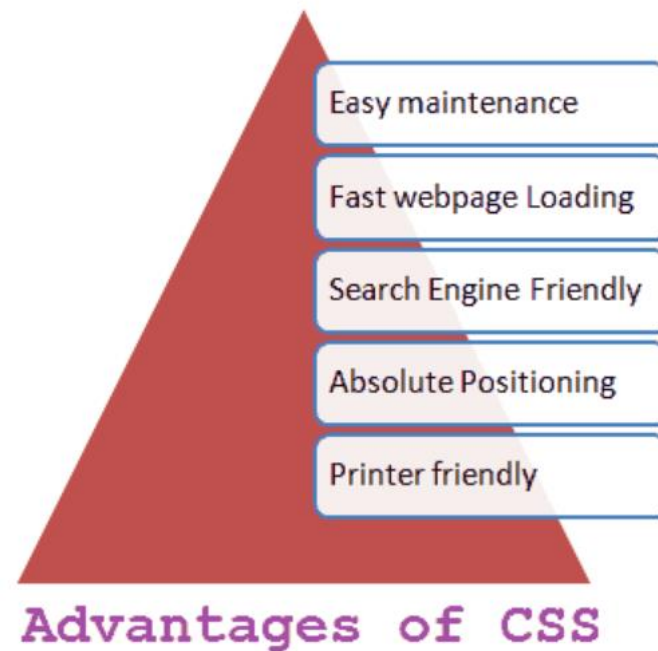 Easy maintenance
Fast webpage Loading
Search Engine Friendly
Absolute Positioning
Printer friendly
Advantages of CSS